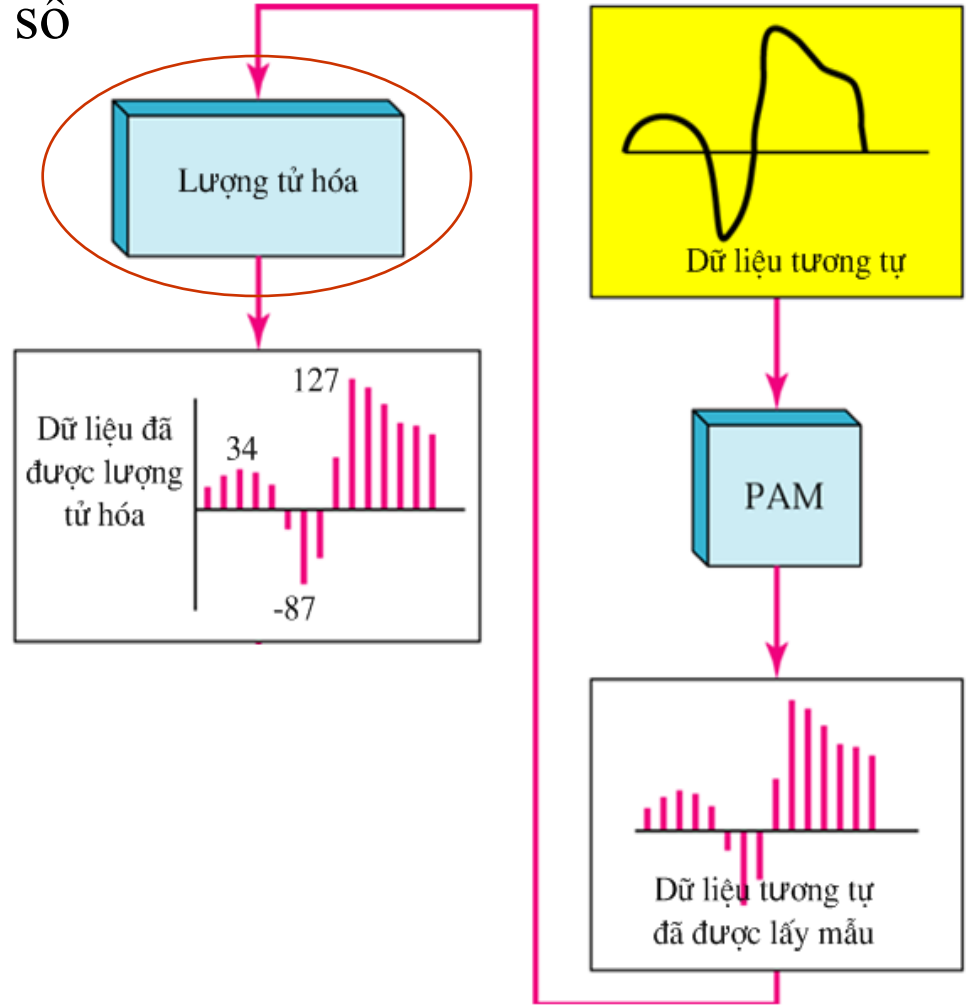 số
Lượng tử hóa
Dữ liệu đã
được lượng
tử hóa
127
34
-87
Dữ liệu tương tự
PAM
Dữ liệu tương tự
đã được lấy mẫu